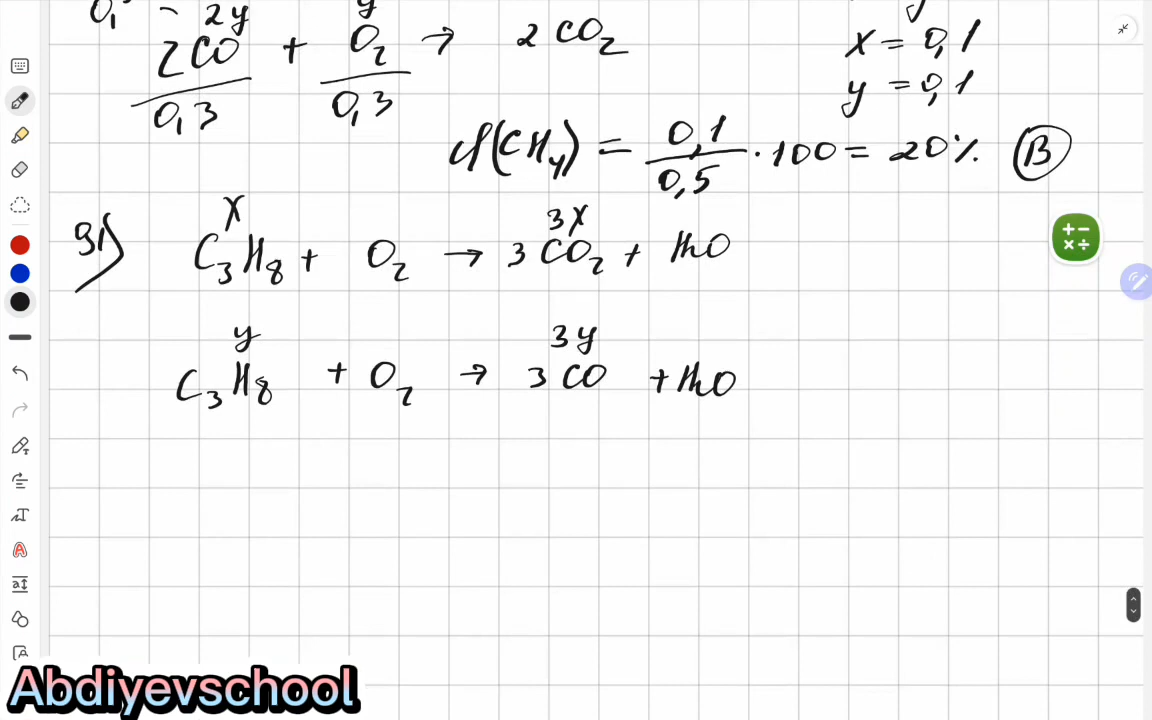 2y y
2CO + O2 → 2CO2
0,3 0,3
x = 0,1
y = 0,1
φ(CH4) = 0,1/0,5 · 100 = 20% (B)
x 3x
31) C3H8 + O2 → 3CO2 + H2O
y 3y
C3H8 + O2 → 3CO + H2O
Abdiyevschool